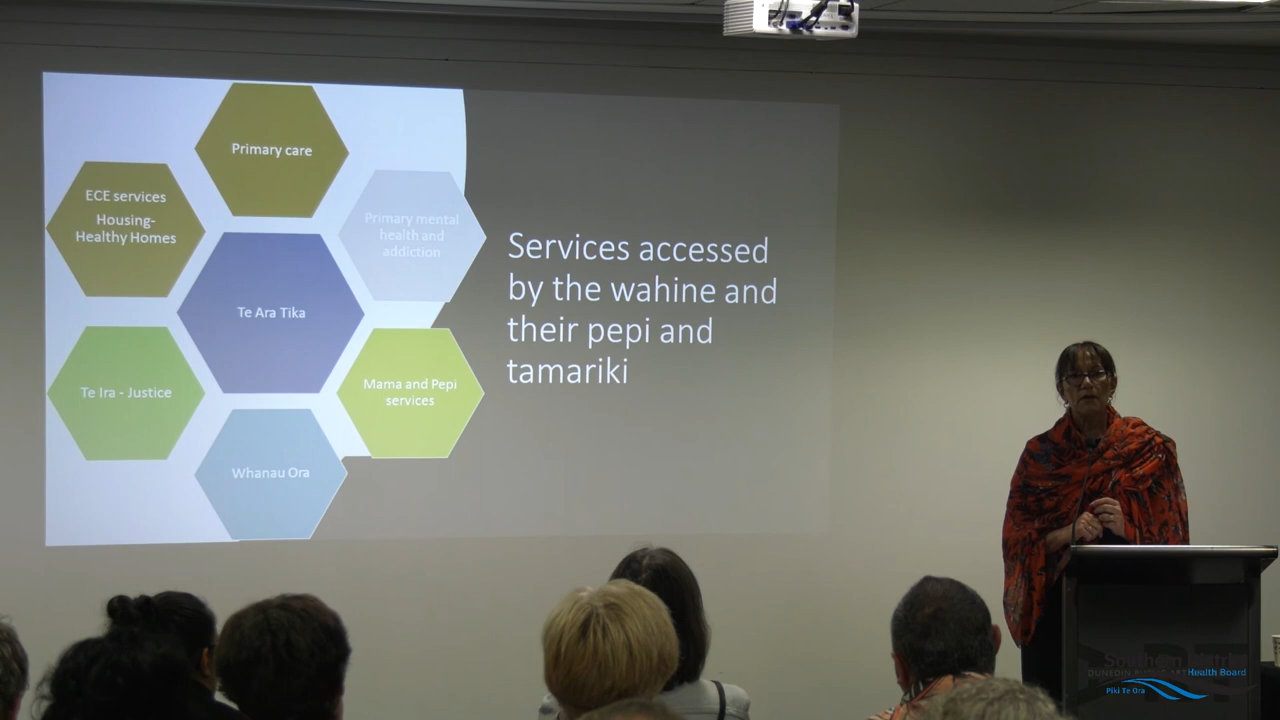 Primary care
ECE services
Housing-
Healthy Homes
Primary mental
health and
addiction
Te Ara Tika
Te Ira - Justice
Mama and Pepi
services
Whanau Ora
Services accessed
by the wahine and
their pepi and
tamariki
Southern
Health Board
Piki Te Ora